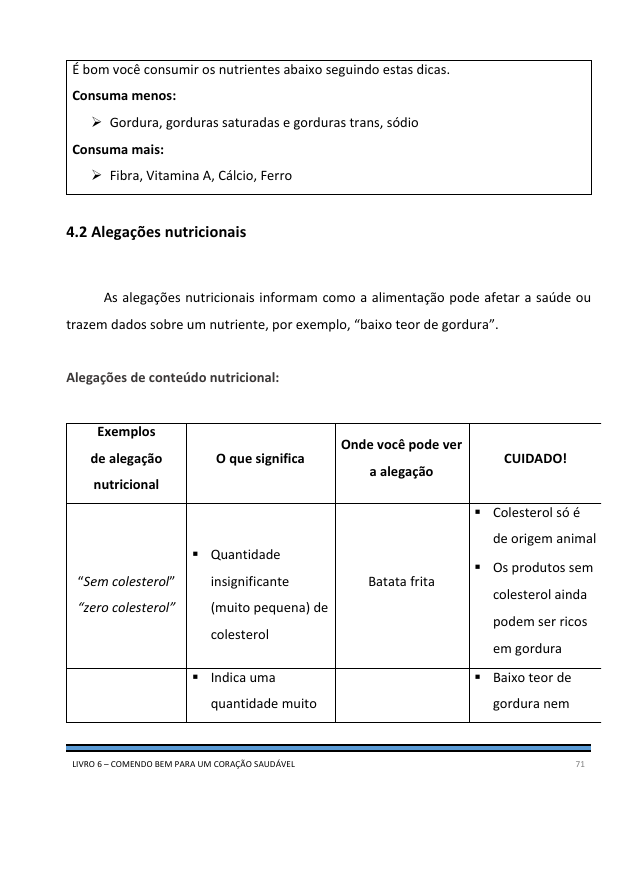 É bom você consumir os nutrientes abaixo seguindo estas dicas.
Consuma menos:
➢ Gordura, gorduras saturadas e gorduras trans, sódio
Consuma mais:
➢ Fibra, Vitamina A, Cálcio, Ferro
4.2 Alegações nutricionais
As alegações nutricionais informam como a alimentação pode afetar a saúde ou
trazem dados sobre um nutriente, por exemplo, “baixo teor de gordura”.
Alegações de conteúdo nutricional:
Exemplos
de alegação
nutricional
O que significa
Onde você pode ver
a alegação
CUIDADO!
“Sem colesterol”
“zero colesterol”
▪ Quantidade
insignificante
(muito pequena) de
colesterol
Batata frita
▪ Colesterol só é
de origem animal
▪ Os produtos sem
colesterol ainda
podem ser ricos
em gordura
▪ Indica uma
quantidade muito
▪ Baixo teor de
gordura nem
LIVRO 6 – COMENDO BEM PARA UM CORAÇÃO SAUDÁVEL
71